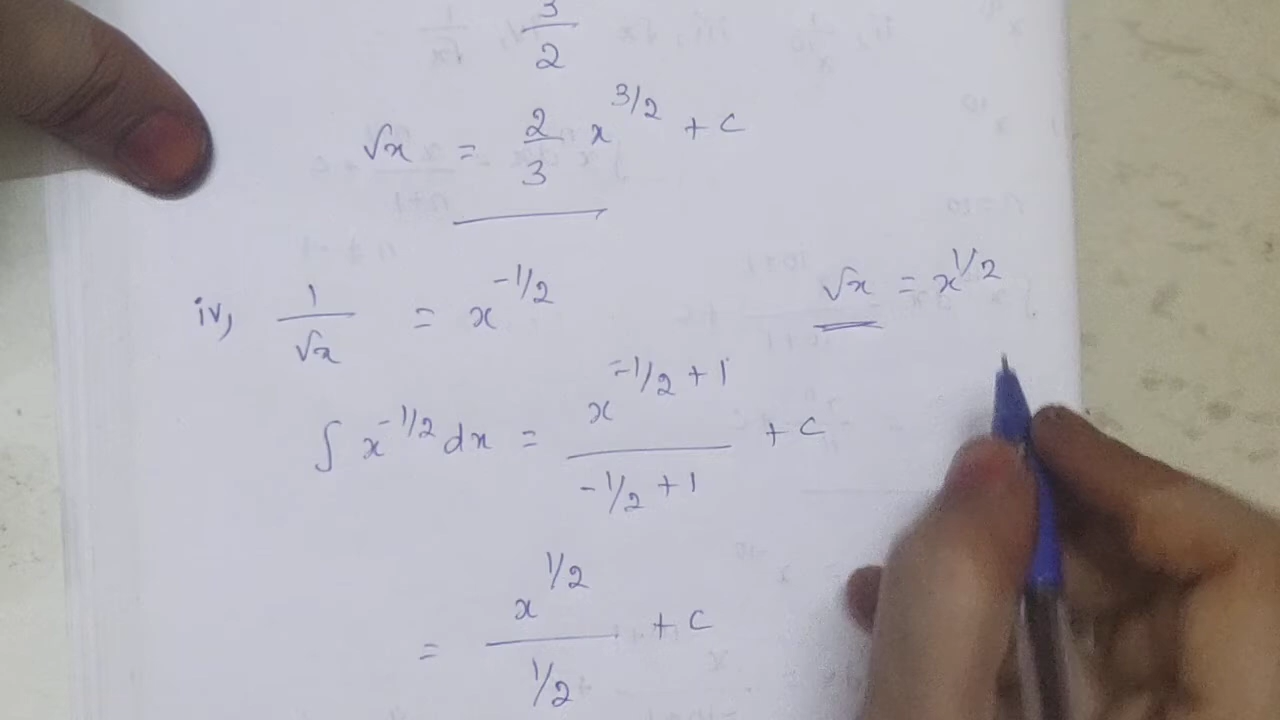 3/2
√x = 2/3 x^3/2 + c
iv, 1/√x = x^-1/2
√x = x^1/2
∫ x^-1/2 dx = x^-1/2 + 1 / -1/2 + 1 + c
= x^1/2 / 1/2 + c